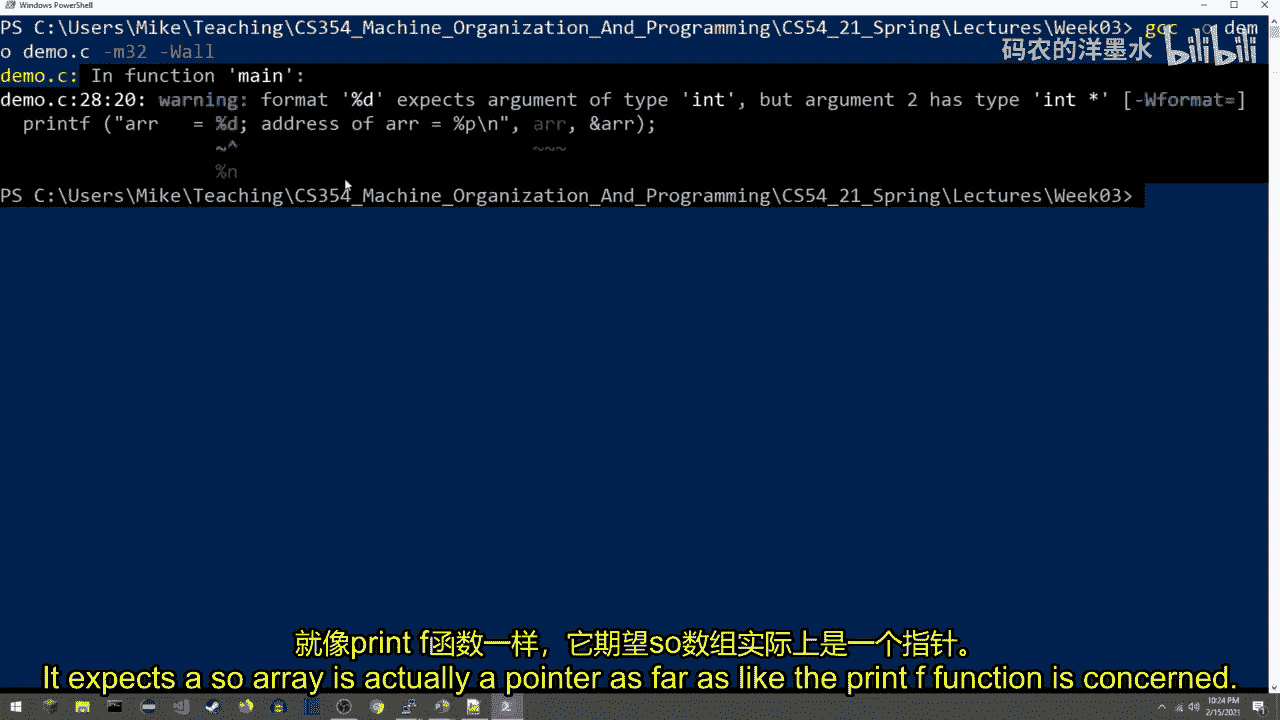 Windows PowerShell
PS C:\Users\Mike\Teaching\CS354_Machine_Organization_And_Programming\CS54_21_Spring\Lectures\Week03> gcc -o dem
o demo.c -m32 -Wall
码农的洋墨水 bilibili
demo.c: In function 'main':
demo.c:28:20: warning: format '%d' expects argument of type 'int', but argument 2 has type 'int *' [-Wformat=]
printf ("arr   = %d; address of arr = %p\n", arr, &arr);
~^ ~~~
%n
PS C:\Users\Mike\Teaching\CS354_Machine_Organization_And_Programming\CS54_21_Spring\Lectures\Week03>
就像print f函数一样，它期望so数组实际上是一个指针。
It expects a so array is actually a pointer as far as like the print f function is concerned.
10:24 PM
2/15/2021